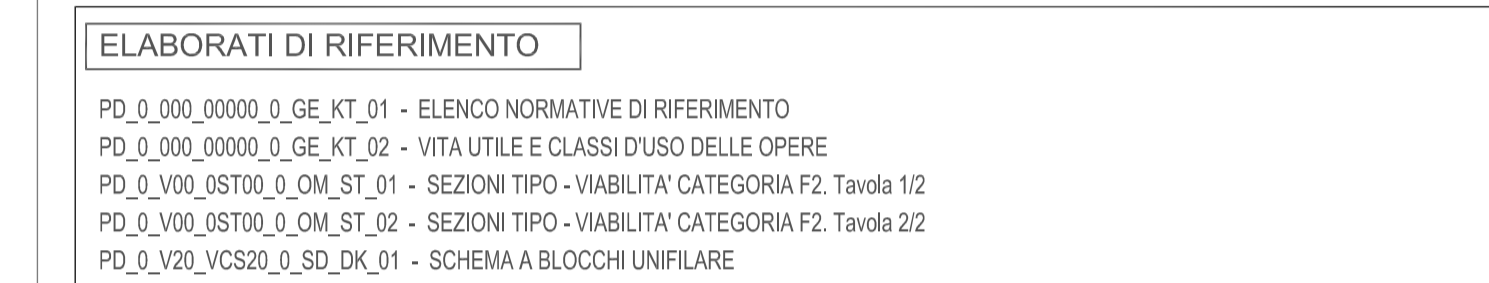 ELABORATI DI RIFERIMENTO
PD_0_000_00000_0_GE_KT_01 - ELENCO NORMATIVE DI RIFERIMENTO
PD_0_000_00000_0_GE_KT_02 - VITA UTILE E CLASSI D'USO DELLE OPERE
PD_0_V00_0ST00_0_OM_ST_01 - SEZIONI TIPO - VIABILITA' CATEGORIA F2. Tavola 1/2
PD_0_V00_0ST00_0_OM_ST_02 - SEZIONI TIPO - VIABILITA' CATEGORIA F2. Tavola 2/2
PD_0_V20_VCS20_0_SD_DK_01 - SCHEMA A BLOCCHI UNIFILARE